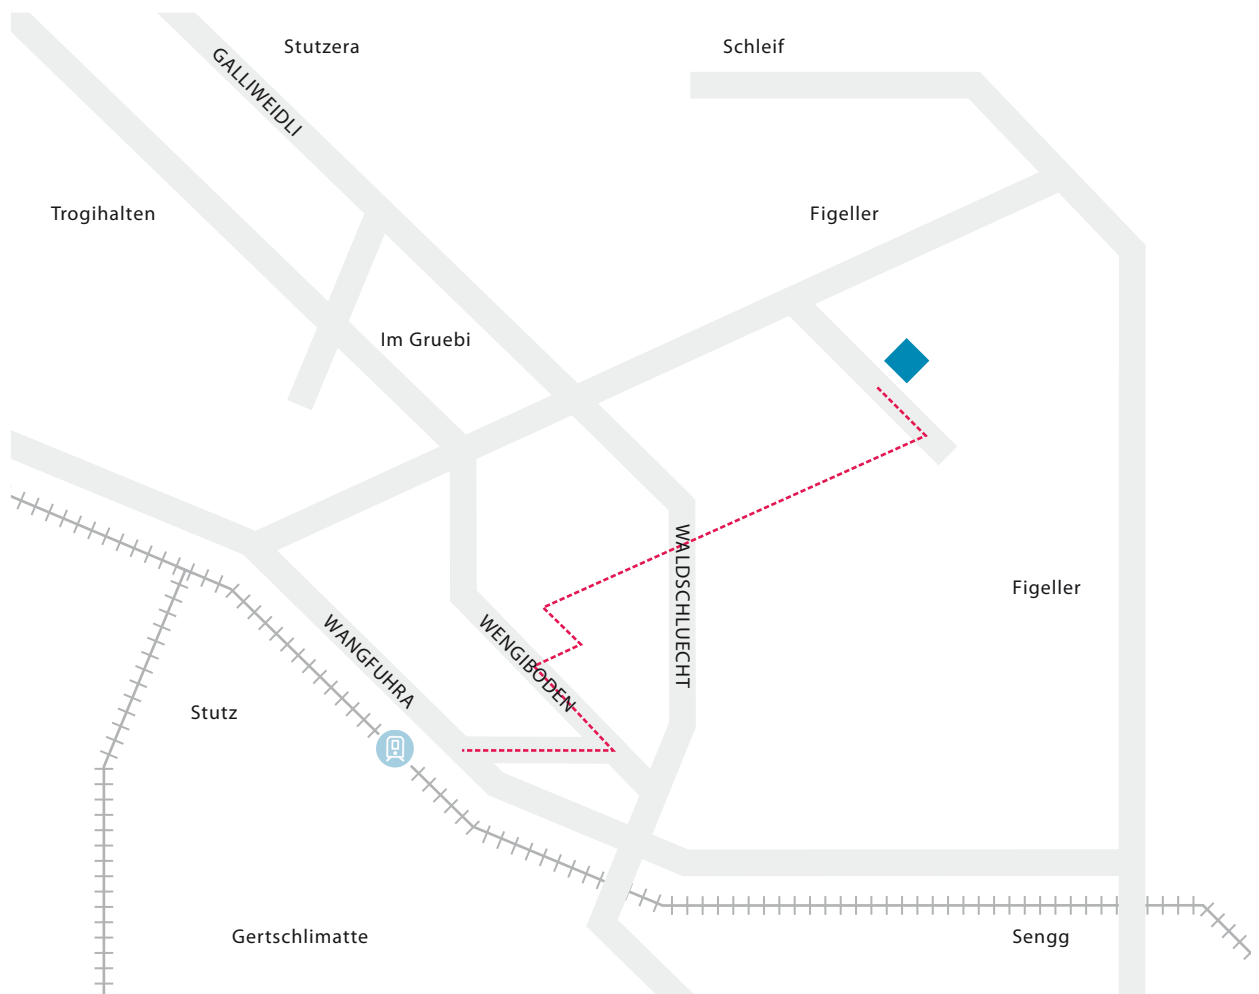 Stutzera
Schleif
GALLIWEIDLI
Trogihalten
Figeller
Im Gruebi
WALDSCHLUECHT
Figeller
WANGFUHRA
WENGIBODEN
Stutz
Gertschlimatte
Sengg